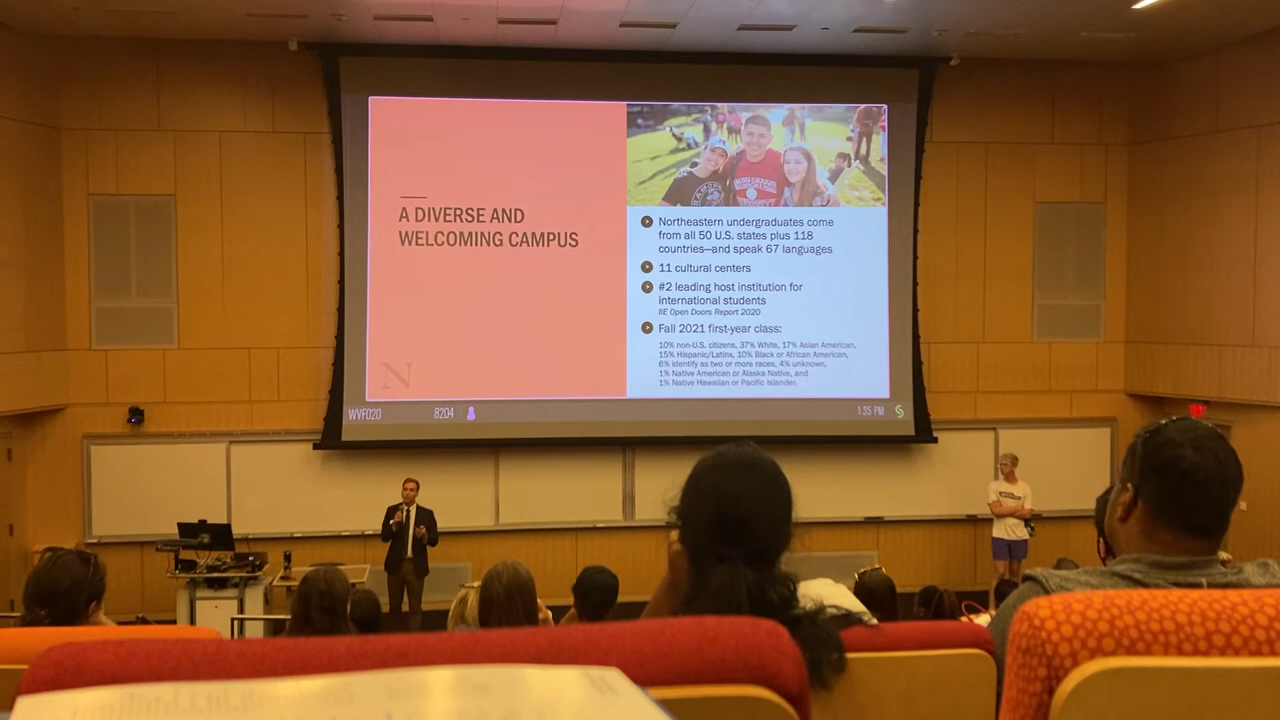 A DIVERSE AND
WELCOMING CAMPUS
N
Northeastern undergraduates come
from all 50 U.S. states plus 118
countries—and speak 67 languages
11 cultural centers
#2 leading host institution for
international students
IIE Open Doors Report 2020
Fall 2021 first-year class:
10% non-U.S. citizens, 37% White, 17% Asian American,
15% Hispanic/Latinx, 10% Black or African American,
6% identify as two or more races, 4% unknown,
1% Native American or Alaska Native, and
1% Native Hawaiian or Pacific Islander.
WVF020 B204 1:35 PM